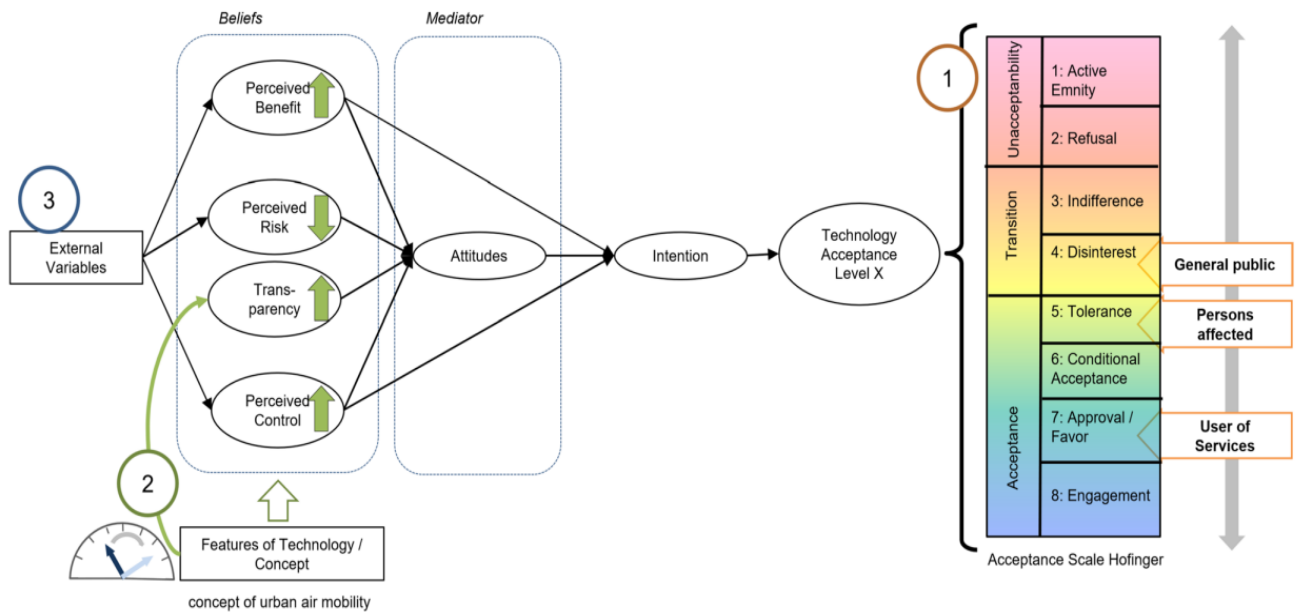 Beliefs
Mediator
Perceived
Benefit
Perceived
Risk
Trans-
parency
Perceived
Control
3
External
Variables
Attitudes
Intention
Technology
Acceptance
Level X
2
Features of Technology /
Concept
concept of urban air mobility
1
Unacceptanbility
Transition
Acceptance
1: Active
Emnity
2: Refusal
3: Indifference
4: Disinterest
5: Tolerance
6: Conditional
Acceptance
7: Approval /
Favor
8: Engagement
General public
Persons
affected
User of
Services
Acceptance Scale Hofinger